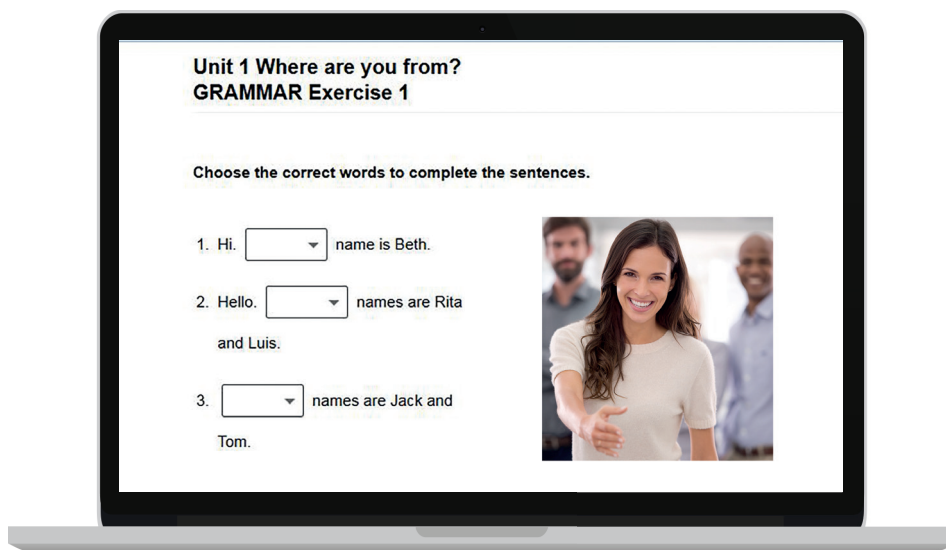 Unit 1 Where are you from?
GRAMMAR Exercise 1
Choose the correct words to complete the sentences.
1. Hi. name is Beth.
2. Hello. names are Rita
and Luis.
3. names are Jack and
Tom.